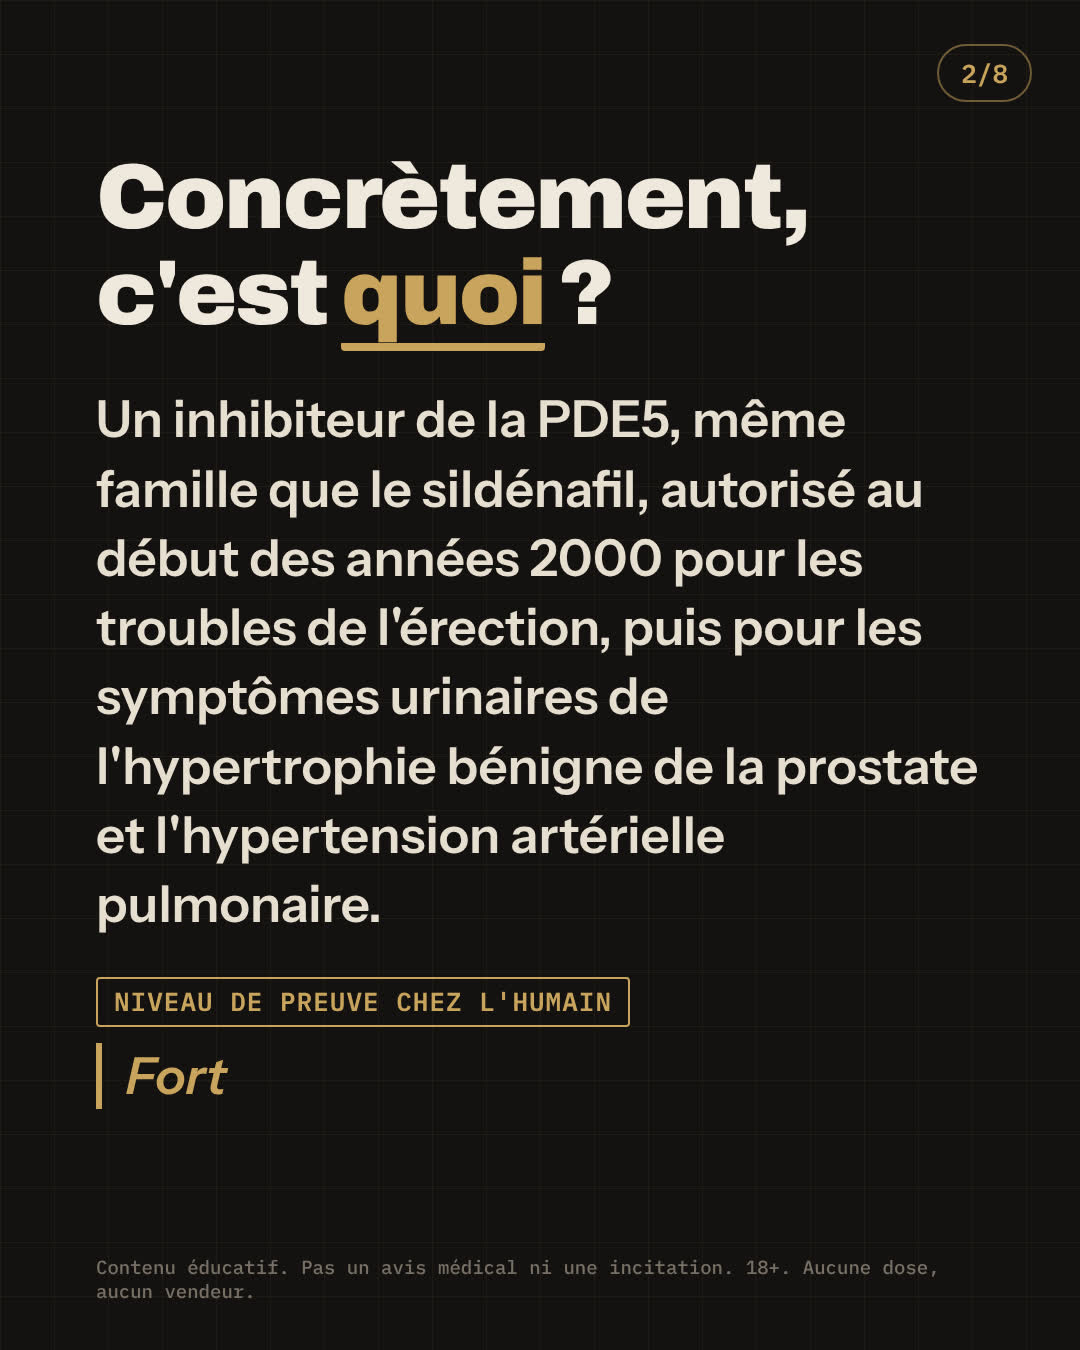 2/8
Concrètement,
c'est quoi ?
Un inhibiteur de la PDE5, même
famille que le sildénafil, autorisé au
début des années 2000 pour les
troubles de l'érection, puis pour les
symptômes urinaires de
l'hypertrophie bénigne de la prostate
et l'hypertension artérielle
pulmonaire.
NIVEAU DE PREUVE CHEZ L'HUMAIN
Fort
Contenu éducatif. Pas un avis médical ni une incitation. 18+. Aucune dose,
aucun vendeur.